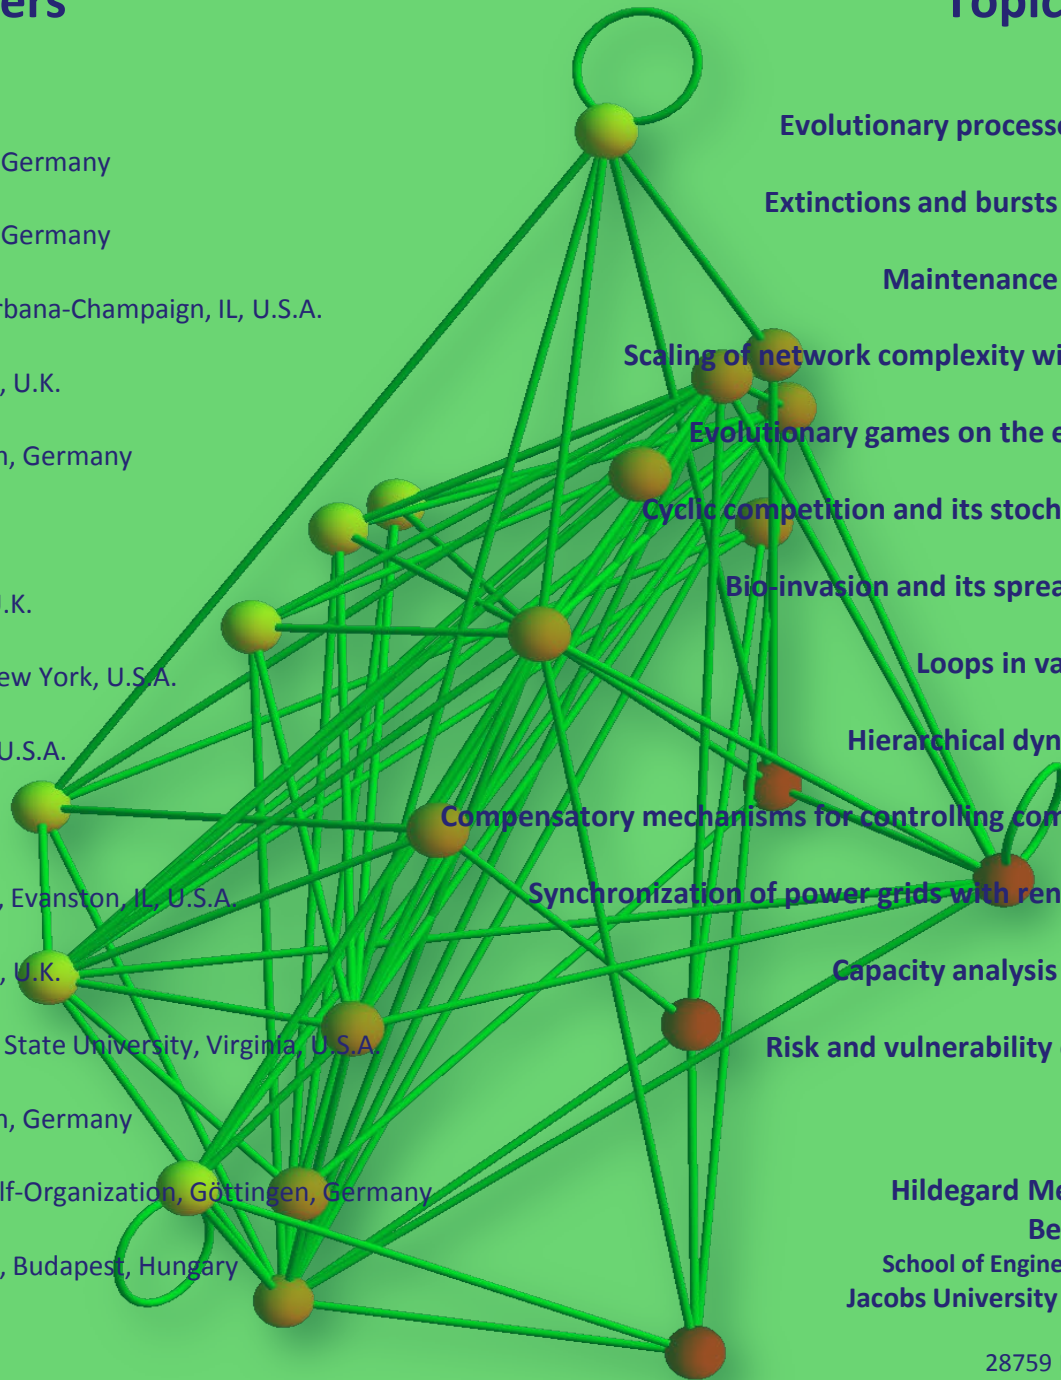 ers
Germany
Germany
rbana-Champaign, IL, U.S.A.
, U.K.
n, Germany
J.K.
ew York, U.S.A.
U.S.A.
, Evanston, IL, U.S.A.
, U.K.
State University, Virginia, U.S.A.
n, Germany
lf-Organization, Göttingen, Germany
, Budapest, Hungary
Topic
Evolutionary processe
Extinctions and bursts
Maintenance
Scaling of network complexity wi
Evolutionary games on the e
Cyclic competition and its stoch
Bio-invasion and its sprea
Loops in va
Hierarchical dyn
Compensatory mechanisms for controlling com
Synchronization of power grids with ren
Capacity analysis
Risk and vulnerability
Hildegard Me
Be
School of Engine
Jacobs University
28759